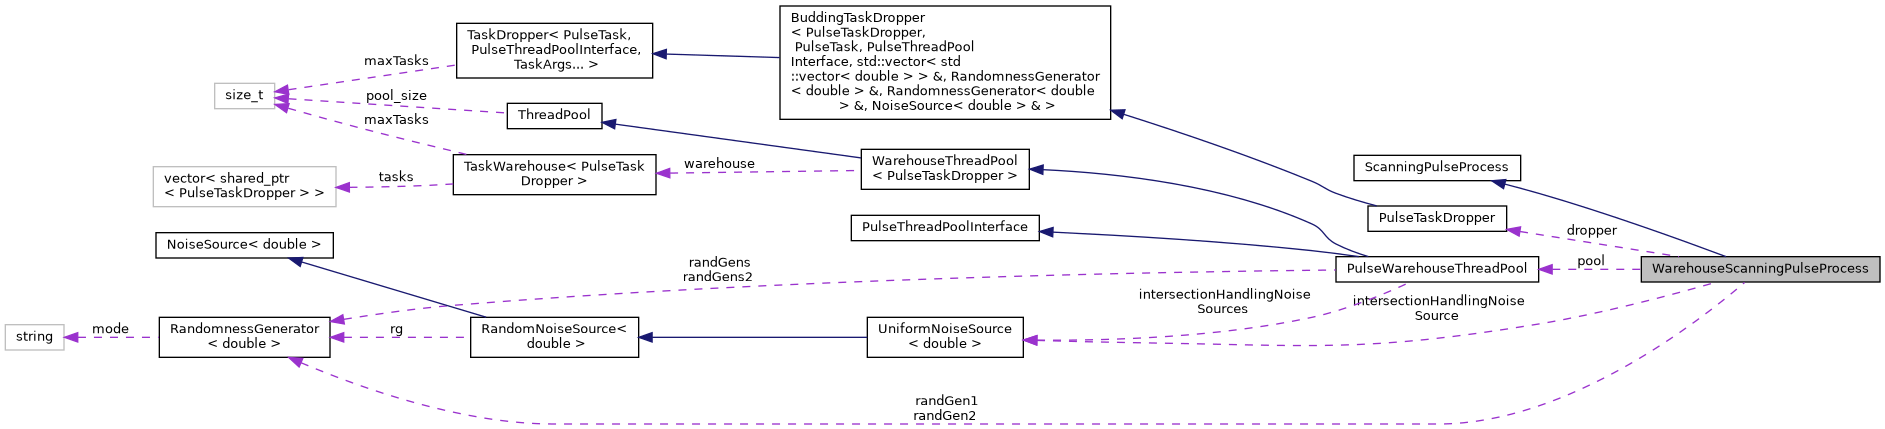 BuddingTaskDropper
< PulseTaskDropper,
PulseTask, PulseThreadPool
Interface, std::vector< std
::vector< double > > &, RandomnessGenerator
< double > &, RandomnessGenerator< double
> &, NoiseSource< double > & >
TaskDropper< PulseTask,
PulseThreadPoolInterface,
TaskArgs... >
maxTasks
size_t
pool_size
ThreadPool
maxTasks
TaskWarehouse< PulseTask
Dropper >
warehouse
WarehouseThreadPool
< PulseTaskDropper >
ScanningPulseProcess
vector< shared_ptr
< PulseTaskDropper > >
tasks
PulseTaskDropper
PulseThreadPoolInterface
dropper
NoiseSource< double >
randGens
randGens2
PulseWarehouseThreadPool
pool
WarehouseScanningPulseProcess
intersectionHandlingNoise
Sources
intersectionHandlingNoise
Source
string
mode
RandomnessGenerator
< double >
rg
RandomNoiseSource<
double >
UniformNoiseSource
< double >
randGen1
randGen2